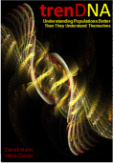 trenDNA
Understanding Populations Better
Than They Understand Themselves